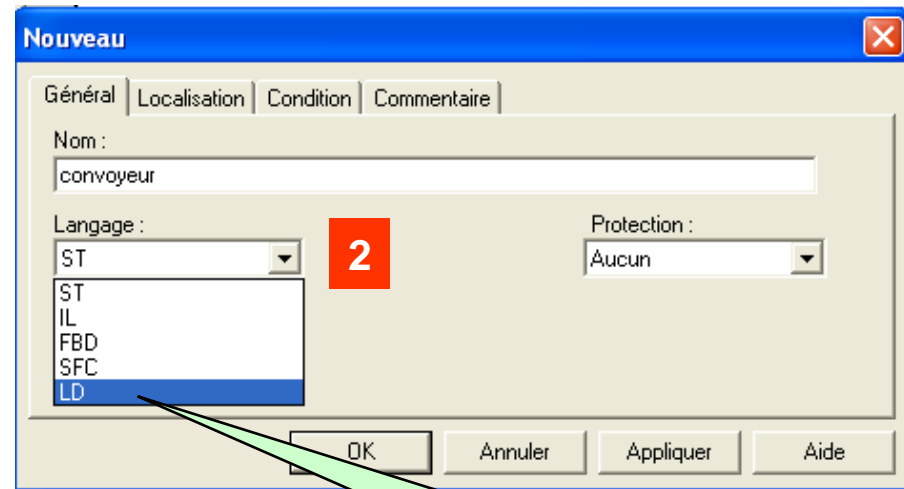 Nouveau
Général Localisation Condition Commentaire
Nom :
convoyeur
Langage : Protection :
ST 2 Aucun
ST
IL
FBD
SFC
LD
OK Annuler Appliquer Aide